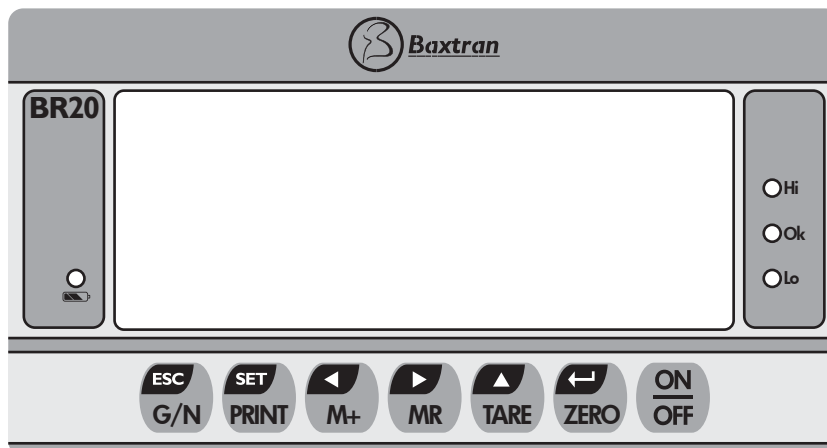 Baxtran
BR20
Hi
Ok
Lo
ESC SET
G/N PRINT M+ MR TARE ZERO
ON
OFF